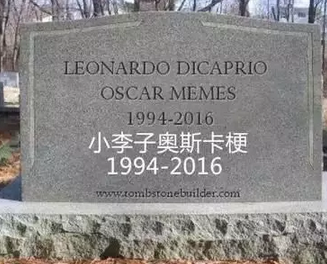 LEONARDO DICAPRIO
OSCAR MEMES
1994-2016
小李子奥斯卡梗
1994-2016
www.tombstonebuilder.com